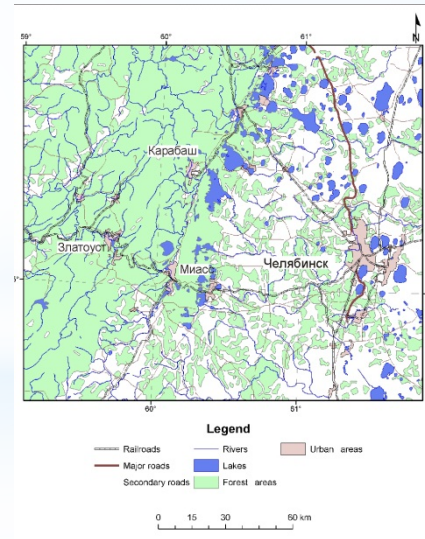 N
59° 60° 61°
Карабаш
Златоуст
Миасс
Челябинск
60° 61°
Legend
Railroads Rivers Urban areas
Major roads Lakes
Secondary roads Forest areas
0 15 30 60 km